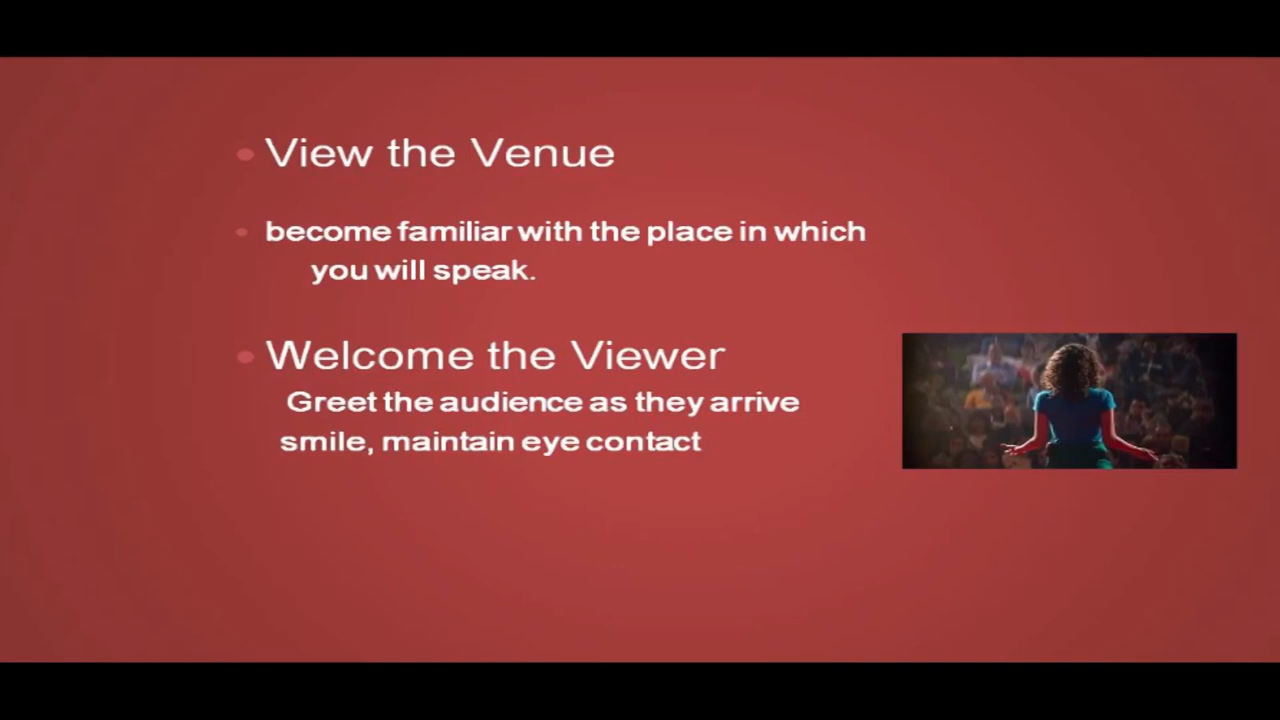 View the Venue
become familiar with the place in which
you will speak.
Welcome the Viewer
Greet the audience as they arrive
smile, maintain eye contact